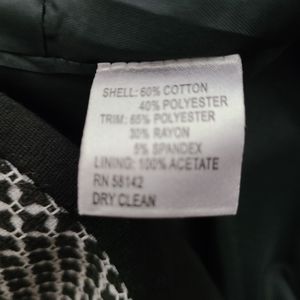 SHELL: 60% COTTON
40% POLYESTER
TRIM: 65% POLYESTER
30% RAYON
5% SPANDEX
LINING: 100% ACETATE
RN 58142
DRY CLEAN